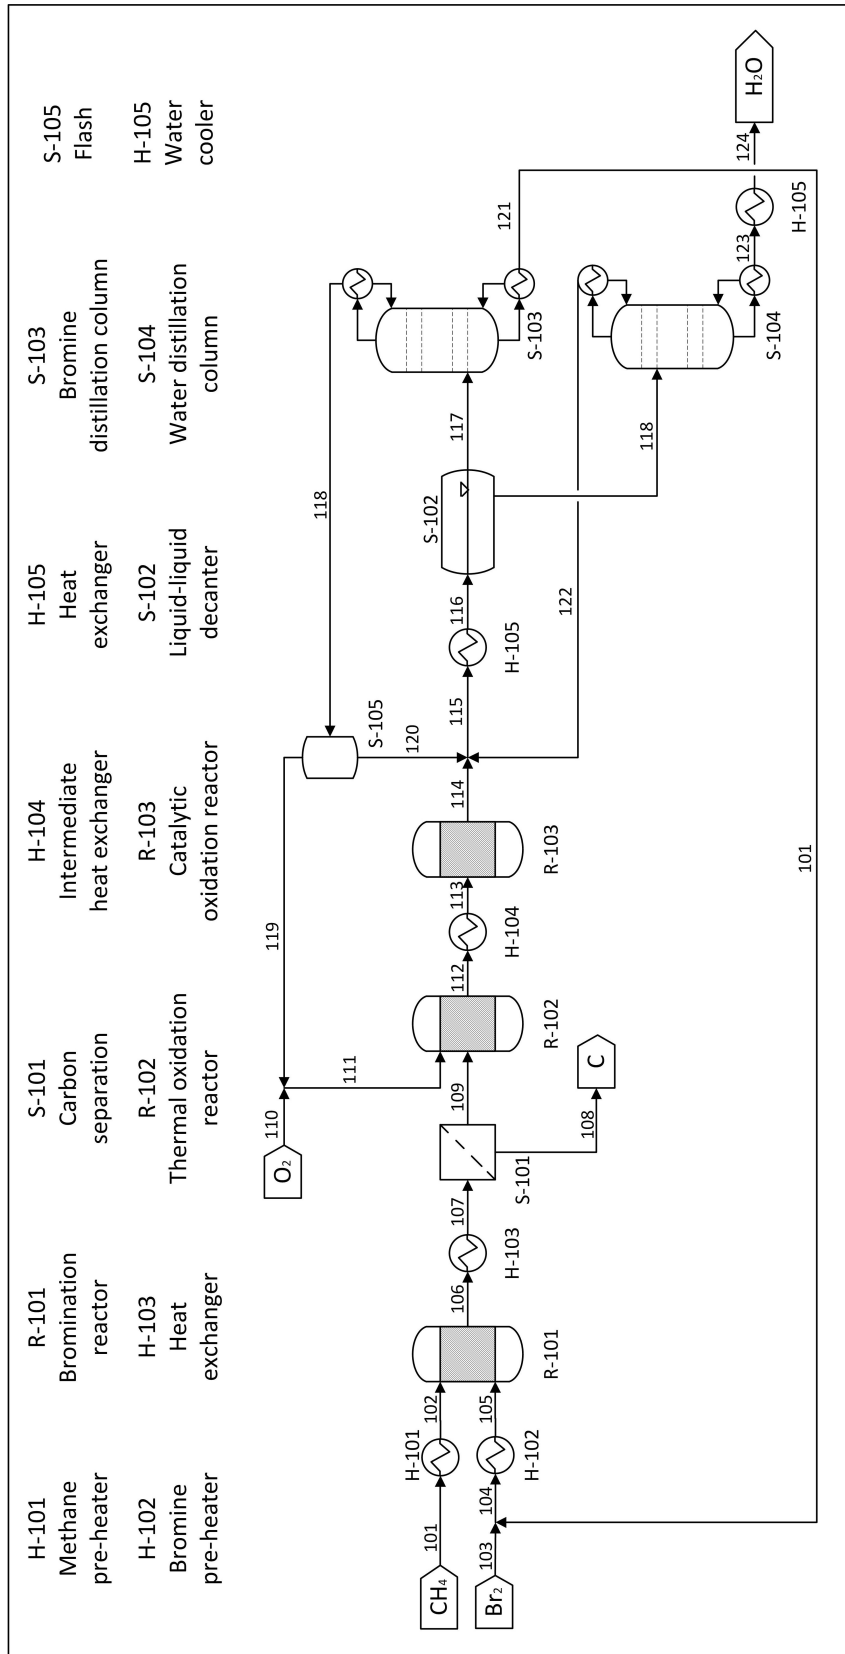 H-101
Methane
pre-heater
R-101
Bromination
reactor
S-101
Carbon
separation
H-104
Intermediate
heat exchanger
H-105
Heat
exchanger
S-103
Bromine
distillation column
S-105
Flash
H-102
Bromine
pre-heater
H-103
Heat
exchanger
R-102
Thermal oxidation
reactor
R-103
Catalytic
oxidation reactor
S-102
Liquid-liquid
decanter
S-104
Water distillation
column
H-105
Water
cooler
O₂
110
119
111
118
S-105
120
CH₄
101
H-101
102
Br₂
103
104
H-102
105
R-101
106
H-103
107
S-101
108
C
109
R-102
112
H-104
113
R-103
114
115
H-105
116
S-102
117
S-103
121
122
118
S-104
123
H-105
124
H₂O
101